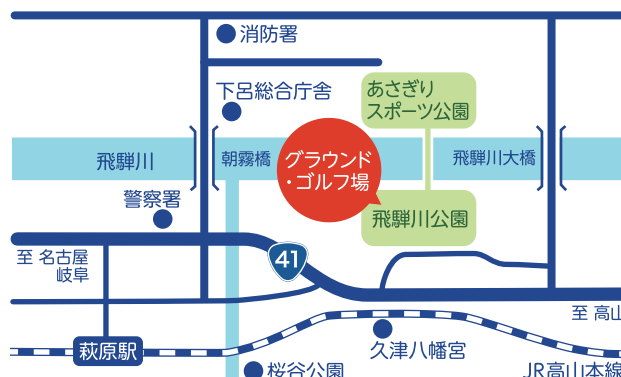 消防署
下呂総合庁舎
あさぎり
スポーツ公園
飛騨川
朝霧橋
グラウンド
・ゴルフ場
飛騨川大橋
警察署
飛騨川公園
至 名古屋
岐阜
41
至 高山
萩原駅
久津八幡宮
桜谷公園
JR高山本線